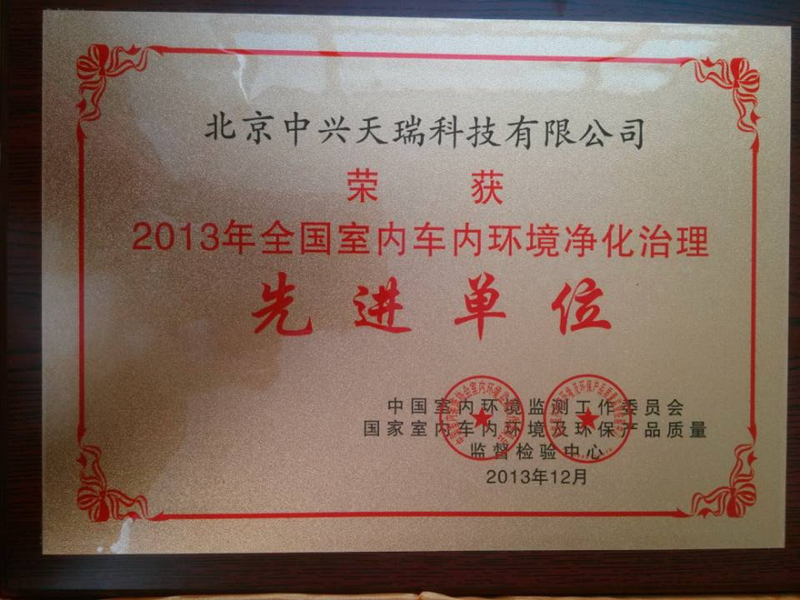 北京中兴天瑞科技有限公司
荣获
2013年全国室内车内环境净化治理
先进单位
中国室内环境监测工作委员会
国家室内车内环境及环保产品质量
监督检验中心
2013年12月